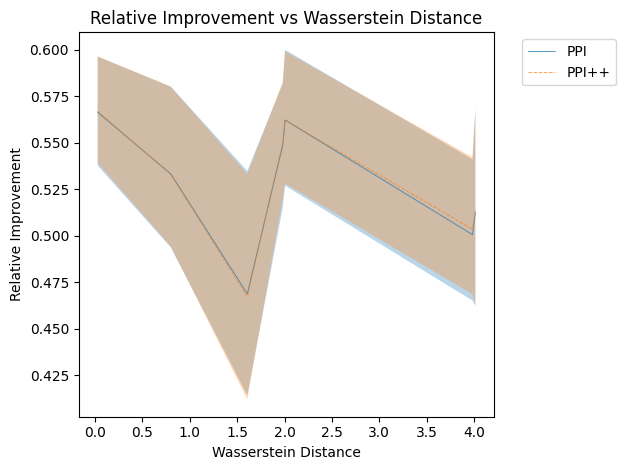 Relative Improvement vs Wasserstein Distance
PPI
PPI++
0.600
0.575
0.550
0.525
0.500
0.475
0.450
0.425
Relative Improvement
0.0 0.5 1.0 1.5 2.0 2.5 3.0 3.5 4.0
Wasserstein Distance